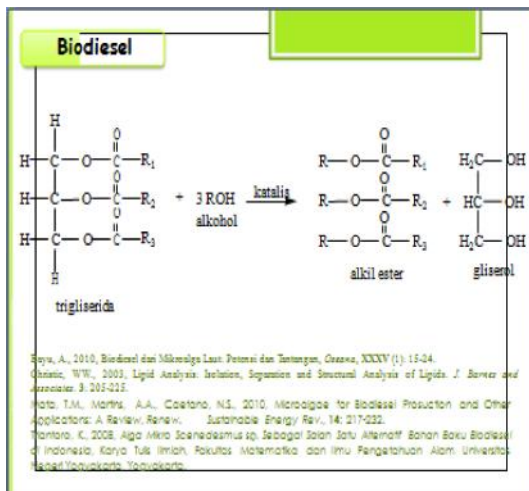 Biodiesel
H
O
H—C—O—C—R₁
O
H—C—O—C—R₂
O
H—C—O—C—R₃
H
trigliserida
+ 3 ROH
alkohol
katalis
O
R—O—C—R₁
O
R—O—C—R₂
O
R—O—C—R₃
alkil ester
+
H₂C—OH
HC—OH
H₂C—OH
gliserol
A., 2010, Biodiesel dari Mikroalga Laut: Potensi dan Tantangan, Oseana, XXXV (1): 15-24.
Christie, WW., 2003, Lipid Analysis: Isolation, Separation and Structural Analysis of Lipids. J. Barnes and
Associates. 3: 205-225.
Mata, T.M., Martins, A.A., Caetano, N.S., 2010, Microalgae for Biodiesel Production and Other
Applications: A Review, Renew. Sustainable Energy Rev., 14: 217-232.
K., 2008, Alga Mikro Scenedesmus sp. Sebagai Salah Satu Alternatif Bahan Baku Biodiesel
di Indonesia, Karya Tulis Ilmiah, Fakultas Matematika dan Ilmu Pengetahuan Alam Universitas
Negeri Yogyakarta, Yogyakarta.